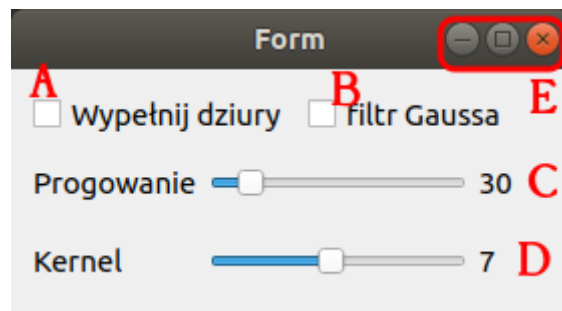 Form
A B E
Wypełnij dziury filtr Gaussa
Progowanie 30 C
Kernel 7 D